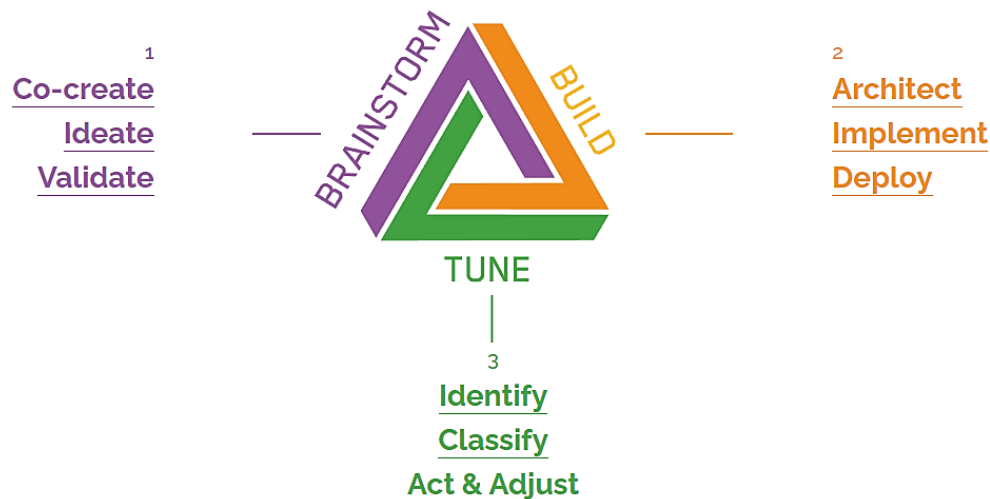 1
Co-create
Ideate
Validate
BRAINSTORM
BUILD
2
Architect
Implement
Deploy
TUNE
3
Identify
Classify
Act & Adjust